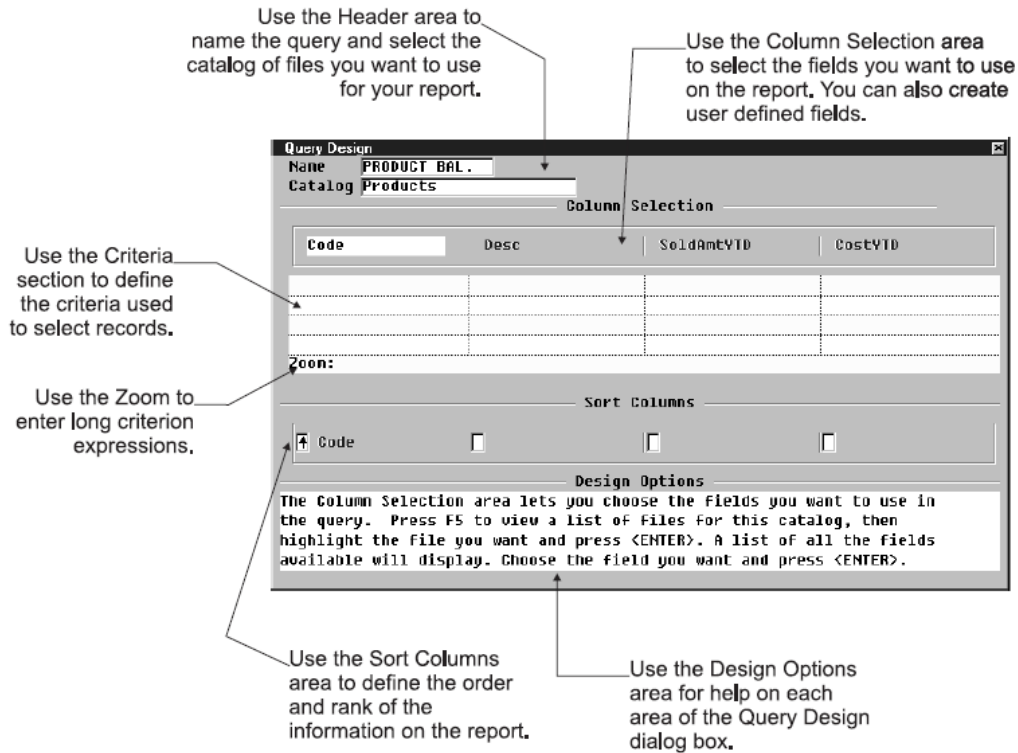 Use the Header area to
name the query and select the
catalog of files you want to use
for your report.
Use the Column Selection area
to select the fields you want to use
on the report. You can also create
user defined fields.
Query Design
Name PRODUCT BAL.
Catalog Products
Column Selection
Code Desc SoldAmtYTD CostYTD
Use the Criteria
section to define
the criteria used
to select records.
Zoom:
Use the Zoom to
enter long criterion
expressions.
Sort Columns
Code
Design Options
The Column Selection area lets you choose the fields you want to use in
the query. Press F5 to view a list of files for this catalog, then
highlight the file you want and press <ENTER>. A list of all the fields
available will display. Choose the field you want and press <ENTER>.
Use the Sort Columns
area to define the order
and rank of the
information on the report.
Use the Design Options
area for help on each
area of the Query Design
dialog box.